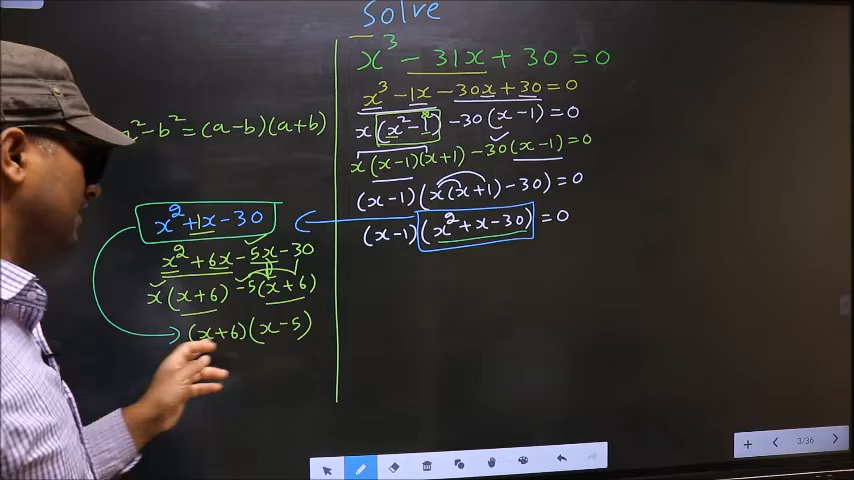 Solve
x³ - 31x + 30 = 0
x³ - 1x - 30x + 30 = 0
x (x² - 1²) - 30 (x - 1) = 0
x (x-1)(x+1) - 30 (x-1) = 0
(x-1) (x(x+1) - 30) = 0
(x-1) (x² + x - 30) = 0
a² - b² = (a-b)(a+b)
x² + 1x - 30
x² + 6x - 5x - 30
x (x+6) - 5 (x+6)
(x+6)(x-5)
3/36